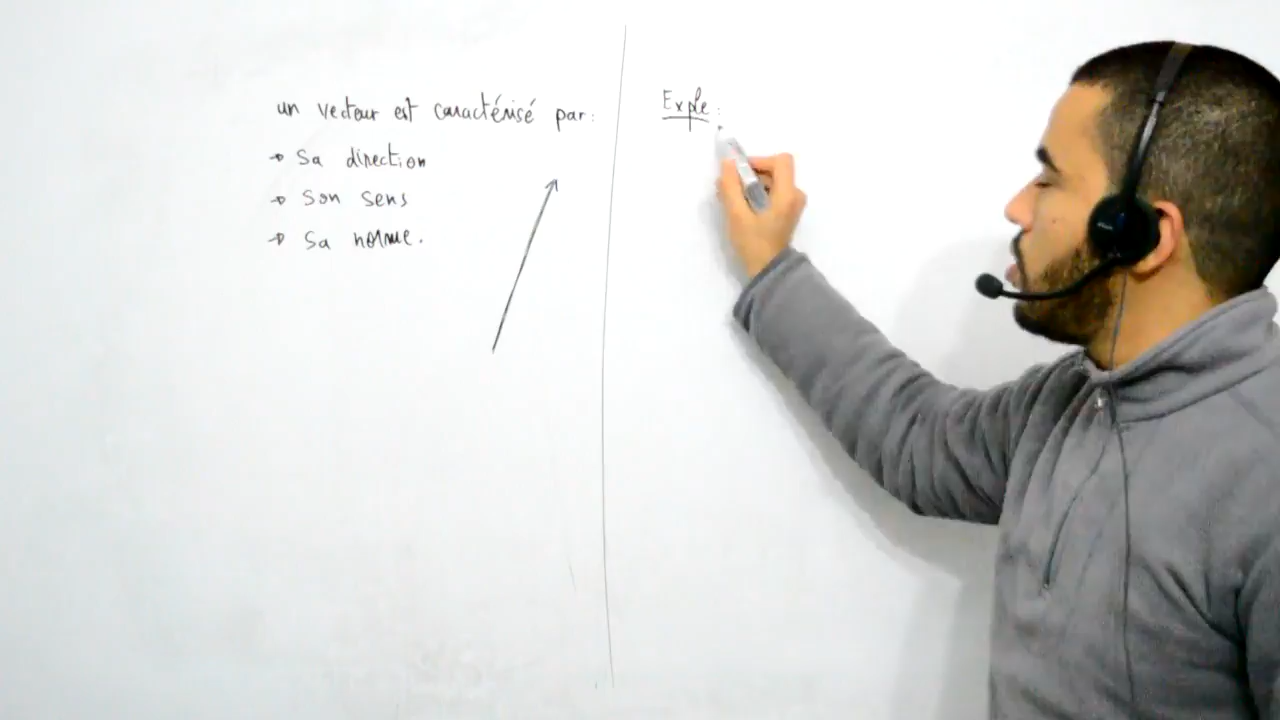 un vecteur est caractérisé par:
→ Sa direction
→ Son sens
→ Sa norme.
Exple: